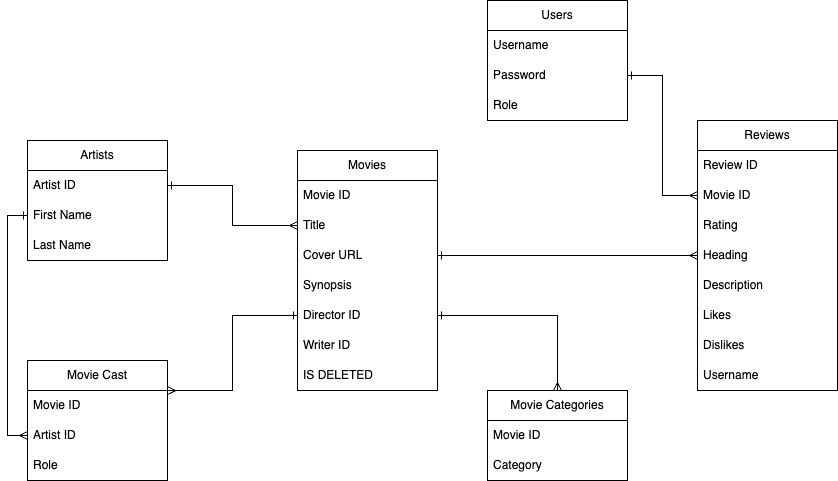 Users
Username
Password
Role
Artists
Artist ID
First Name
Last Name
Movies
Movie ID
Title
Cover URL
Synopsis
Director ID
Writer ID
IS DELETED
Reviews
Review ID
Movie ID
Rating
Heading
Description
Likes
Dislikes
Username
Movie Cast
Movie ID
Artist ID
Role
Movie Categories
Movie ID
Category